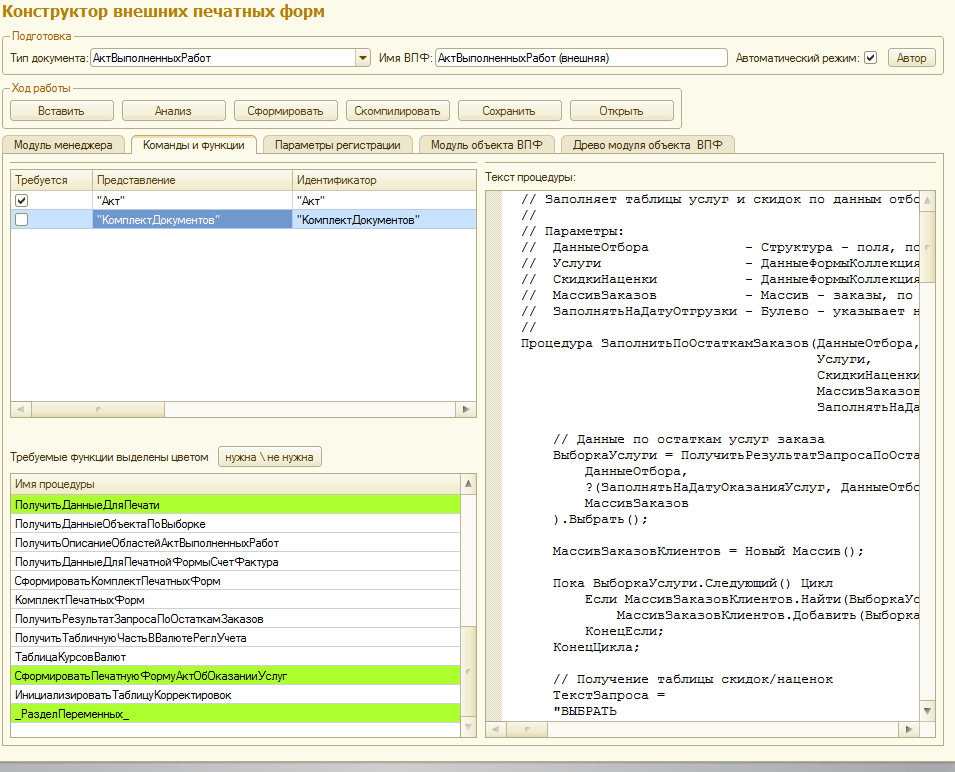 Конструктор внешних печатных форм
Подготовка
Тип документа: АктВыполненныхРабот Имя ВПФ: АктВыполненныхРабот (внешняя) Автоматический режим: Автор
Ход работы
Вставить Анализ Сформировать Скомпилировать Сохранить Открыть
Модуль менеджера Команды и функции Параметры регистрации Модуль объекта ВПФ Древо модуля объекта ВПФ
Требуется Представление Идентификатор
"Акт" "Акт"
"КомплектДокументов" "КомплектДокументов"
Требуемые функции выделены цветом нужна \ не нужна
Имя процедуры
ПолучитьДанныеДляПечати
ПолучитьДанныеОбъектаПоВыборке
ПолучитьОписаниеОбластейАктВыполненныхРабот
ПолучитьДанныеДляПечатнойФормыСчетФактура
СформироватьКомплектПечатныхФорм
КомплектПечатныхФорм
ПолучитьРезультатЗапросаПоОстаткамЗаказов
ПолучитьТабличнуюЧастьВВалютеРеглУчета
ТаблицаКурсовВалют
СформироватьПечатнуюФормуАктОбОказанииУслуг
ИнициализироватьТаблицуКорректировок
_РазделПеременных_
Текст процедуры:
// Заполняет таблицы услуг и скидок по данным отбо
//
// Параметры:
//  ДанныеОтбора            - Структура - поля, по
//  Услуги                  - ДанныеФормыКоллекция
//  СкидкиНаценки           - ДанныеФормыКоллекция
//  МассивЗаказов           - Массив - заказы, по
//  ЗаполнятьНаДатуОтгрузки - Булево - указывает н
//
Процедура ЗаполнитьПоОстаткамЗаказов(ДанныеОтбора,
Услуги,
СкидкиНаценки
МассивЗаказов
ЗаполнятьНаДа
// Данные по остаткам услуг заказа
ВыборкаУслуги = ПолучитьРезультатЗапросаПоОста
ДанныеОтбора,
?(ЗаполнятьНаДатуОказанияУслуг, ДанныеОтбо
МассивЗаказов
).Выбрать();
МассивЗаказовКлиентов = Новый Массив();
Пока ВыборкаУслуги.Следующий() Цикл
Если МассивЗаказовКлиентов.Найти(ВыборкаУс
МассивЗаказовКлиентов.Добавить(Выборка
КонецЕсли;
КонецЦикла;
// Получение таблицы скидок/наценок
ТекстЗапроса =
"ВЫБРАТЬ